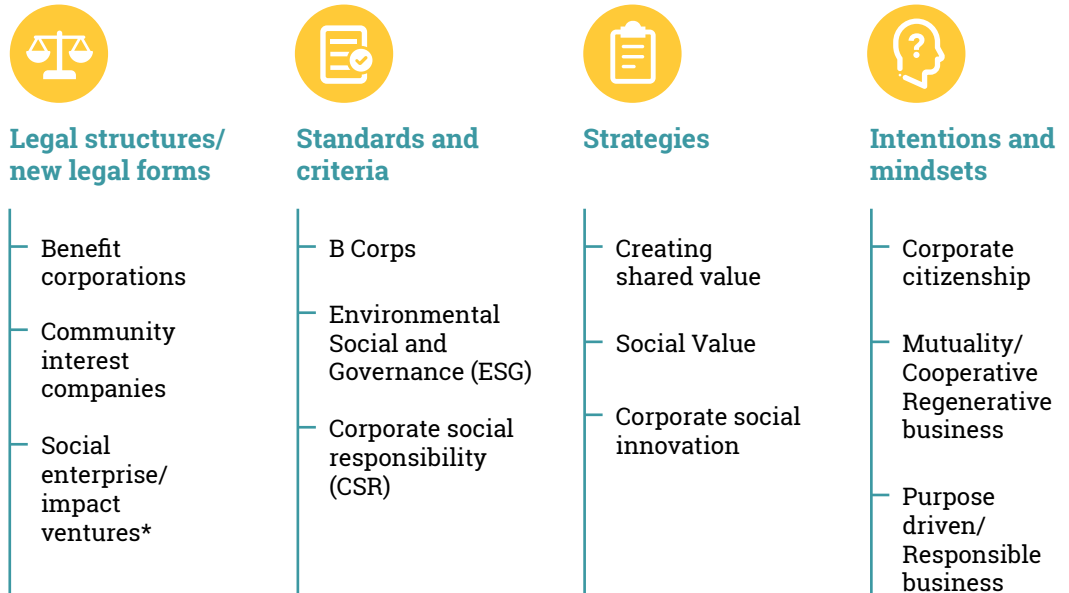 Legal structures/
new legal forms
Benefit
corporations
Community
interest
companies
Social
enterprise/
impact
ventures*
Standards and
criteria
B Corps
Environmental
Social and
Governance (ESG)
Corporate social
responsibility
(CSR)
Strategies
Creating
shared value
Social Value
Corporate social
innovation
?
Intentions and
mindsets
Corporate
citizenship
Mutuality/
Cooperative
Regenerative
business
Purpose
driven/
Responsible
business